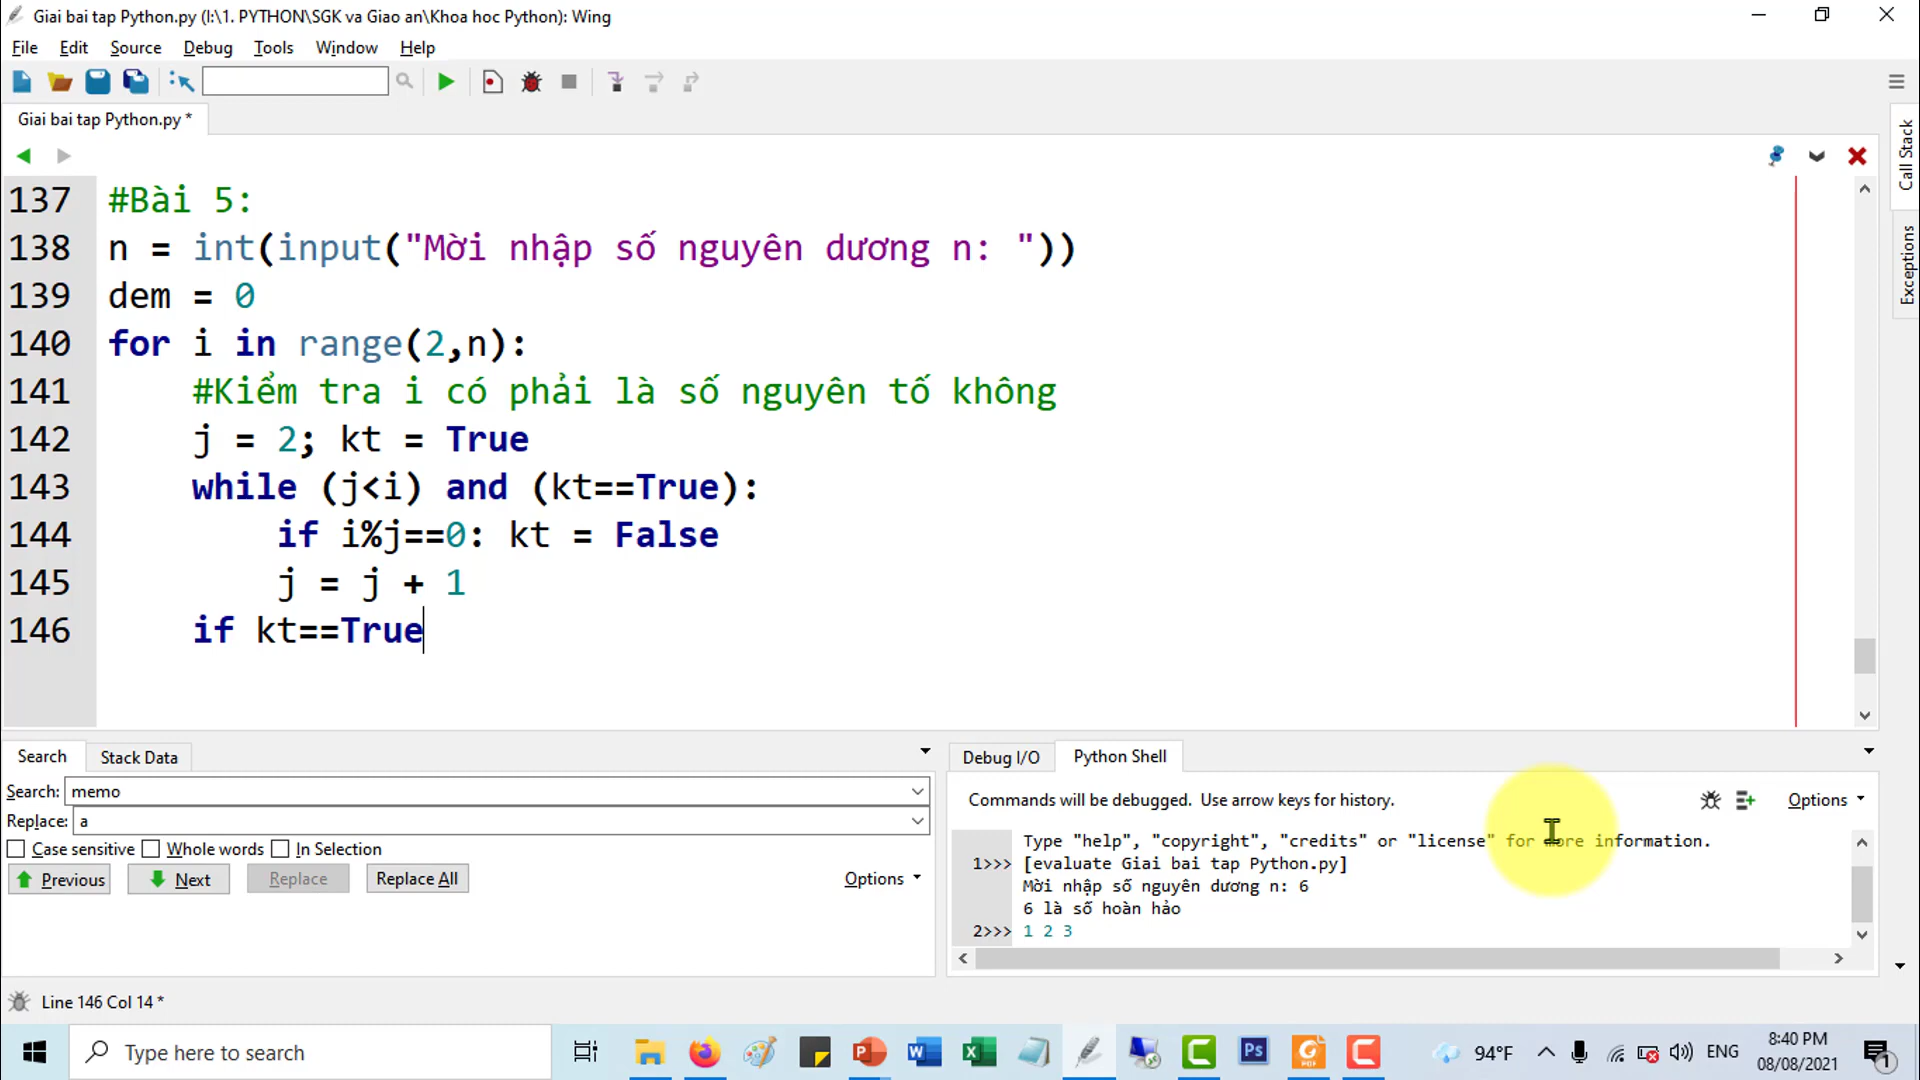 Giai bai tap Python.py (I:\1. PYTHON\SGK va Giao an\Khoa hoc Python): Wing
File Edit Source Debug Tools Window Help
Giai bai tap Python.py *
137 #Bài 5:
138 n = int(input("Mời nhập số nguyên dương n: "))
139 dem = 0
140 for i in range(2,n):
141 #Kiểm tra i có phải là số nguyên tố không
142 j = 2; kt = True
143 while (j<i) and (kt==True):
144 if i%j==0: kt = False
145 j = j + 1
146 if kt==True
Call Stack
Exceptions
Search Stack Data
Search: memo
Replace: a
Case sensitive Whole words In Selection
Previous Next Replace Replace All Options
Debug I/O Python Shell
Commands will be debugged. Use arrow keys for history. Options
Type "help", "copyright", "credits" or "license" for more information.
1>>> [evaluate Giai bai tap Python.py]
Mời nhập số nguyên dương n: 6
6 là số hoàn hảo
2>>> 1 2 3
Line 146 Col 14 *
Type here to search
94°F ENG
8:40 PM
08/08/2021
1
Ps
PDF